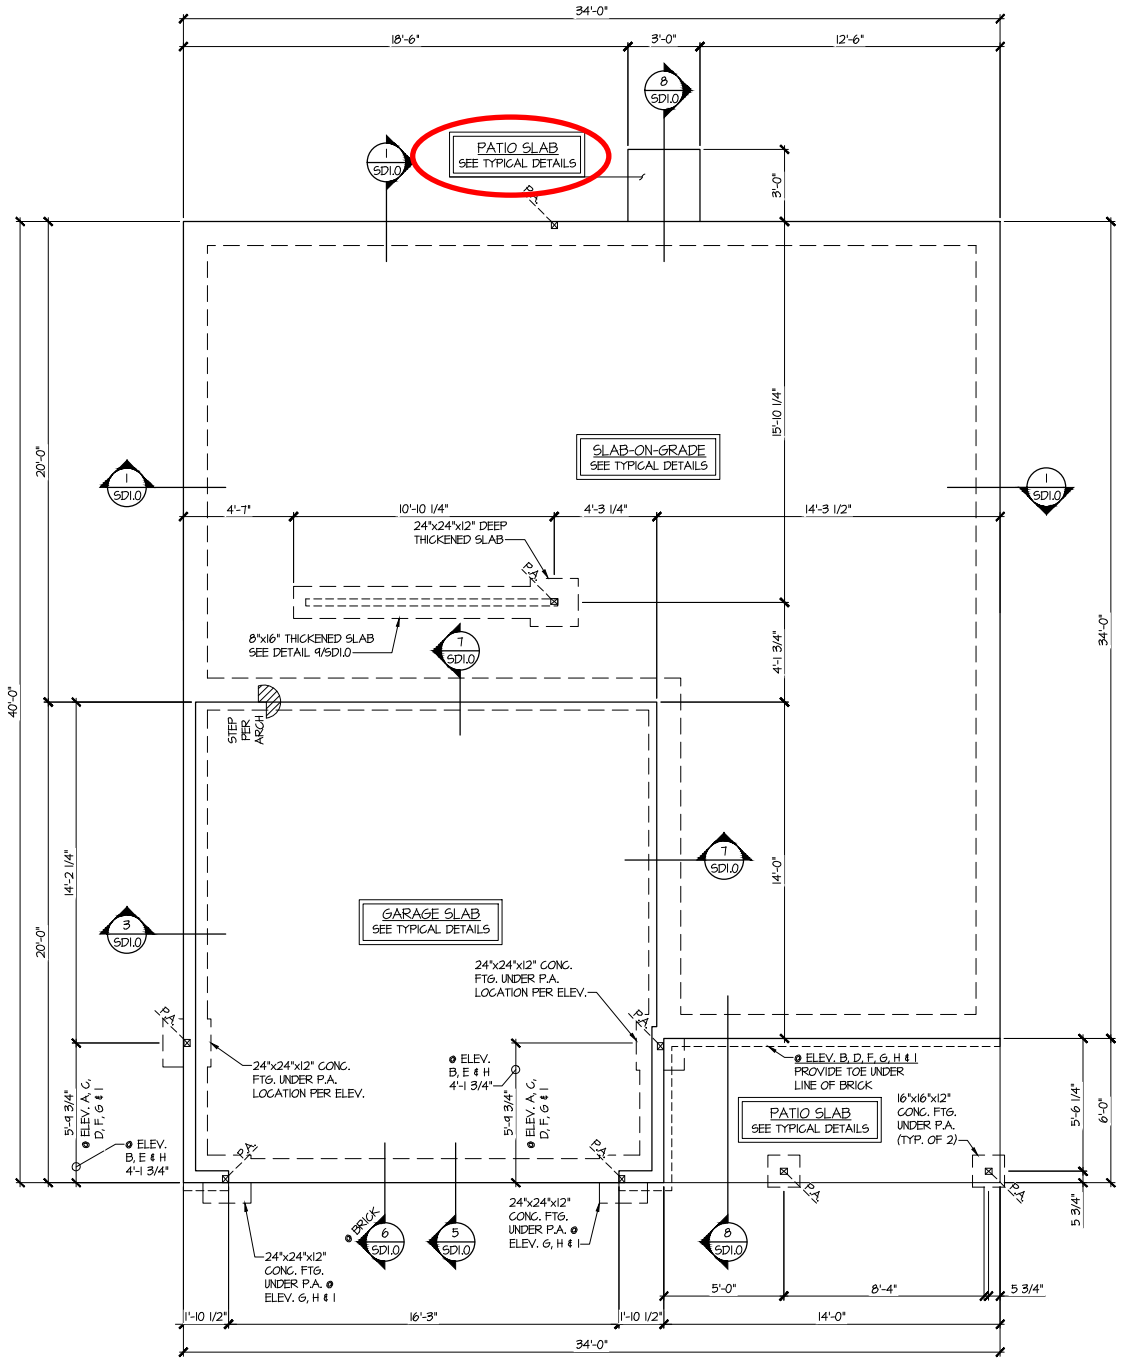 34'-0"
18'-6"
3'-0"
12'-6"
8
SD1.0
PATIO SLAB
SEE TYPICAL DETAILS
1
SD1.0
P.A.
3'-0"
15'-10 1/4"
20'-0"
SLAB-ON-GRADE
SEE TYPICAL DETAILS
1
SD1.0
1
SD1.0
4'-7"
10'-10 1/4"
4'-3 1/4"
14'-3 1/2"
24"x24"x12" DEEP
THICKENED SLAB
P.A.
8"x16" THICKENED SLAB
SEE DETAIL 9/SD1.0
7
SD1.0
4'-1 3/4"
34'-0"
40'-0"
STEP
PER
ARCH
14'-2 1/4"
20'-0"
7
SD1.0
14'-0"
3
SD1.0
GARAGE SLAB
SEE TYPICAL DETAILS
24"x24"x12" CONC.
FTG. UNDER P.A.
LOCATION PER ELEV.
P.A.
P.A.
24"x24"x12" CONC.
FTG. UNDER P.A.
LOCATION PER ELEV.
@ ELEV.
B, E & H
4'-1 3/4"
5'-9 3/4"
@ ELEV. A, C,
D, F, G & I
@ ELEV. B, D, F, G, H & I
PROVIDE TOE UNDER
LINE OF BRICK
PATIO SLAB
SEE TYPICAL DETAILS
16"x16"x12"
CONC. FTG.
UNDER P.A.
(TYP. OF 2)
5'-6 1/4"
6'-0"
5'-9 3/4"
@ ELEV. A, C,
D, F, G & I
@ ELEV.
B, E & H
4'-1 3/4"
P.A.
P.A.
P.A.
P.A.
5 3/4"
24"x24"x12"
CONC. FTG.
UNDER P.A. @
ELEV. G, H & I
@ BRICK
6
SD1.0
5
SD1.0
24"x24"x12"
CONC. FTG.
UNDER P.A. @
ELEV. G, H & I
8
SD1.0
5'-0"
8'-4"
5 3/4"
1'-10 1/2"
16'-3"
1'-10 1/2"
14'-0"
34'-0"